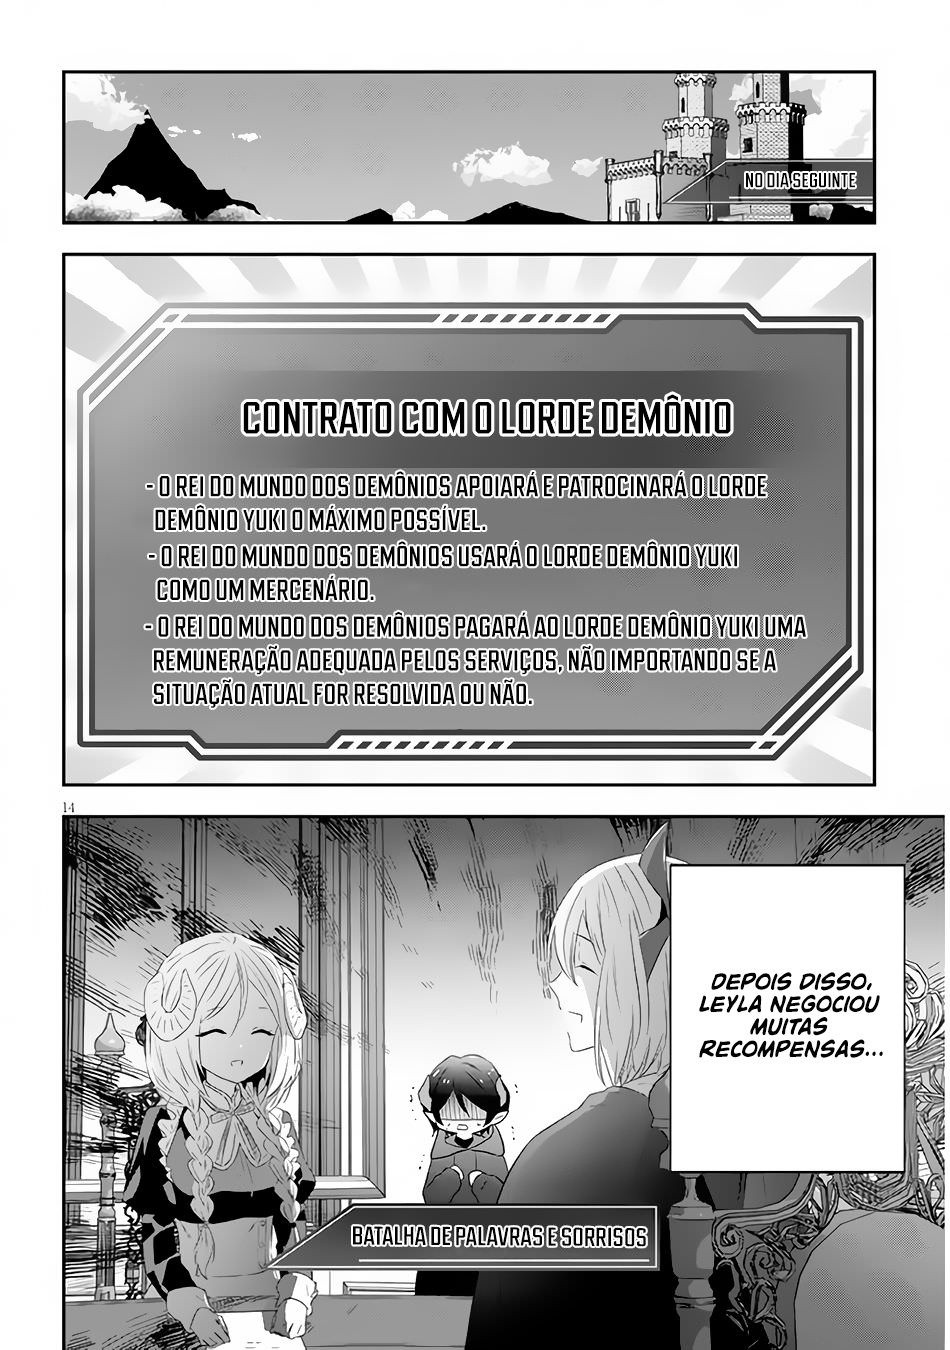 NO DIA SEGUINTE
CONTRATO COM O LORDE DEMÔNIO
- O REI DO MUNDO DOS DEMÔNIOS APOIARÁ E PATROCINARÁ O LORDE
DEMÔNIO YUKI O MÁXIMO POSSÍVEL.
- O REI DO MUNDO DOS DEMÔNIOS USARÁ O LORDE DEMÔNIO YUKI
COMO UM MERCENÁRIO.
- O REI DO MUNDO DOS DEMÔNIOS PAGARÁ AO LORDE DEMÔNIO YUKI UMA
REMUNERAÇÃO ADEQUADA PELOS SERVIÇOS, NÃO IMPORTANDO SE A
SITUAÇÃO ATUAL FOR RESOLVIDA OU NÃO.
14
DEPOIS DISSO,
LEYLA NEGOCIOU
MUITAS
RECOMPENSAS...
BATALHA DE PALAVRAS E SORRISOS